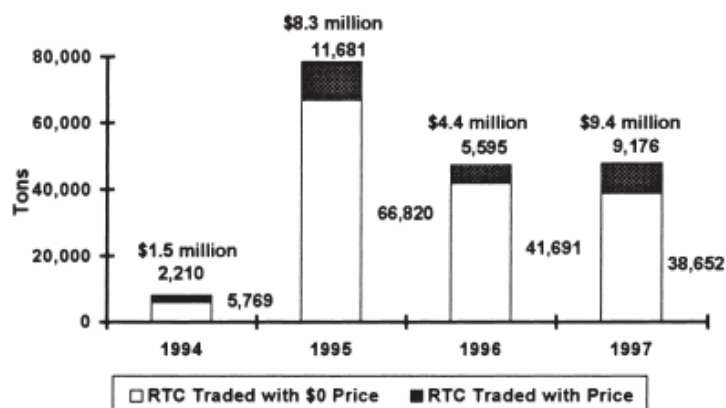 $8.3 million
11,681
80,000
60,000
$4.4 million
$9.4 million
5,595
9,176
Tons
40,000
66,820
41,691
38,652
$1.5 million
20,000
2,210
5,769
0
1994
1995
1996
1997
RTC Traded with $0 Price
RTC Traded with Price